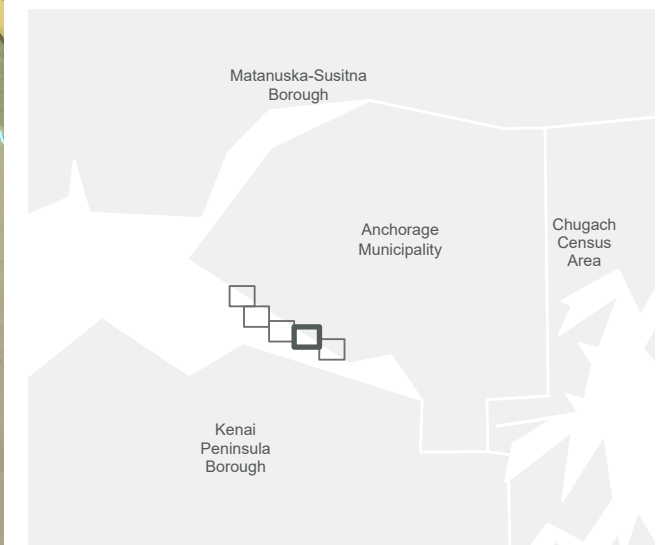 Matanuska-Susitna
Borough
Anchorage
Municipality
Chugach
Census
Area
Kenai
Peninsula
Borough